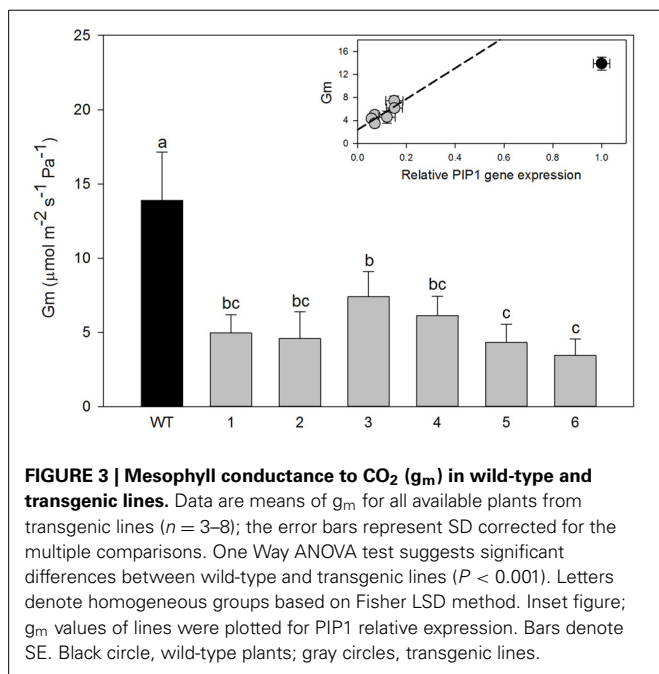 25
20
15
10
5
0
Gm (µmol m⁻² s⁻¹ Pa⁻¹)
a
bc
bc
b
bc
c
c
WT 1 2 3 4 5 6
16
12
8
4
0
Gm
0.0 0.2 0.4 0.6 0.8 1.0
Relative PIP1 gene expression
FIGURE 3 | Mesophyll conductance to CO₂ (gₘ) in wild-type and
transgenic lines. Data are means of gₘ for all available plants from
transgenic lines (n = 3–8); the error bars represent SD corrected for the
multiple comparisons. One Way ANOVA test suggests significant
differences between wild-type and transgenic lines (P < 0.001). Letters
denote homogeneous groups based on Fisher LSD method. Inset figure;
gₘ values of lines were plotted for PIP1 relative expression. Bars denote
SE. Black circle, wild-type plants; gray circles, transgenic lines.